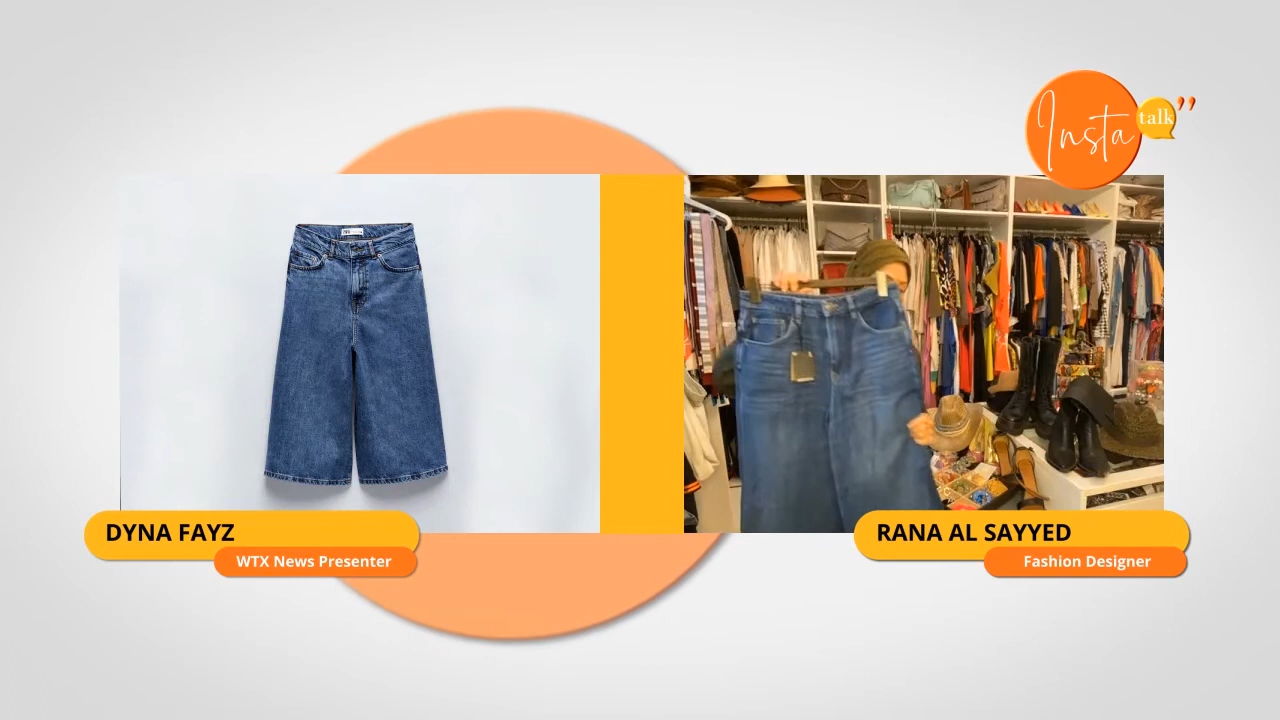 Insta
talk
DYNA FAYZ
WTX News Presenter
RANA AL SAYYED
Fashion Designer